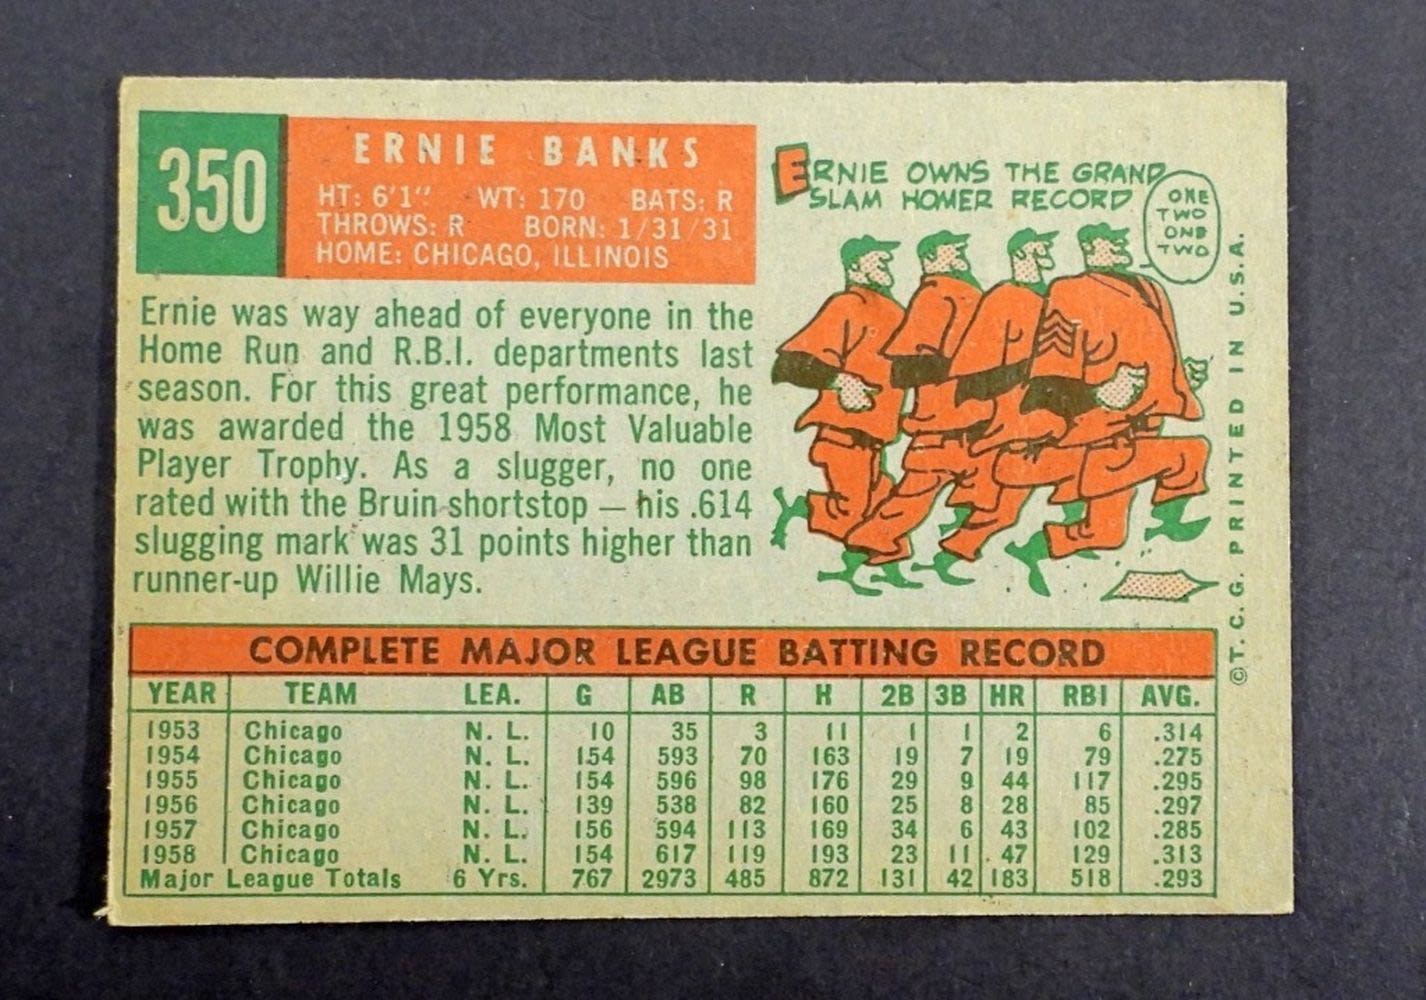 350
ERNIE BANKS
HT: 6'1" WT: 170 BATS: R
THROWS: R BORN: 1/31/31
HOME: CHICAGO, ILLINOIS
Ernie was way ahead of everyone in the
Home Run and R.B.I. departments last
season. For this great performance, he
was awarded the 1958 Most Valuable
Player Trophy. As a slugger, no one
rated with the Bruin shortstop — his .614
slugging mark was 31 points higher than
runner-up Willie Mays.
ERNIE OWNS THE GRAND
SLAM HOMER RECORD
ONE
TWO
ONE
TWO
©T.C.G. PRINTED IN U.S.A.
COMPLETE MAJOR LEAGUE BATTING RECORD
YEAR TEAM LEA. G AB R H 2B 3B HR RBI AVG.
1953 Chicago N. L. 10 35 3 11 1 1 2 6 .314
1954 Chicago N. L. 154 593 70 163 19 7 19 79 .275
1955 Chicago N. L. 154 596 98 176 29 9 44 117 .295
1956 Chicago N. L. 139 538 82 160 25 8 28 85 .297
1957 Chicago N. L. 156 594 113 169 34 6 43 102 .285
1958 Chicago N. L. 154 617 119 193 23 11 47 129 .313
Major League Totals 6 Yrs. 767 2973 485 872 131 42 183 518 .293